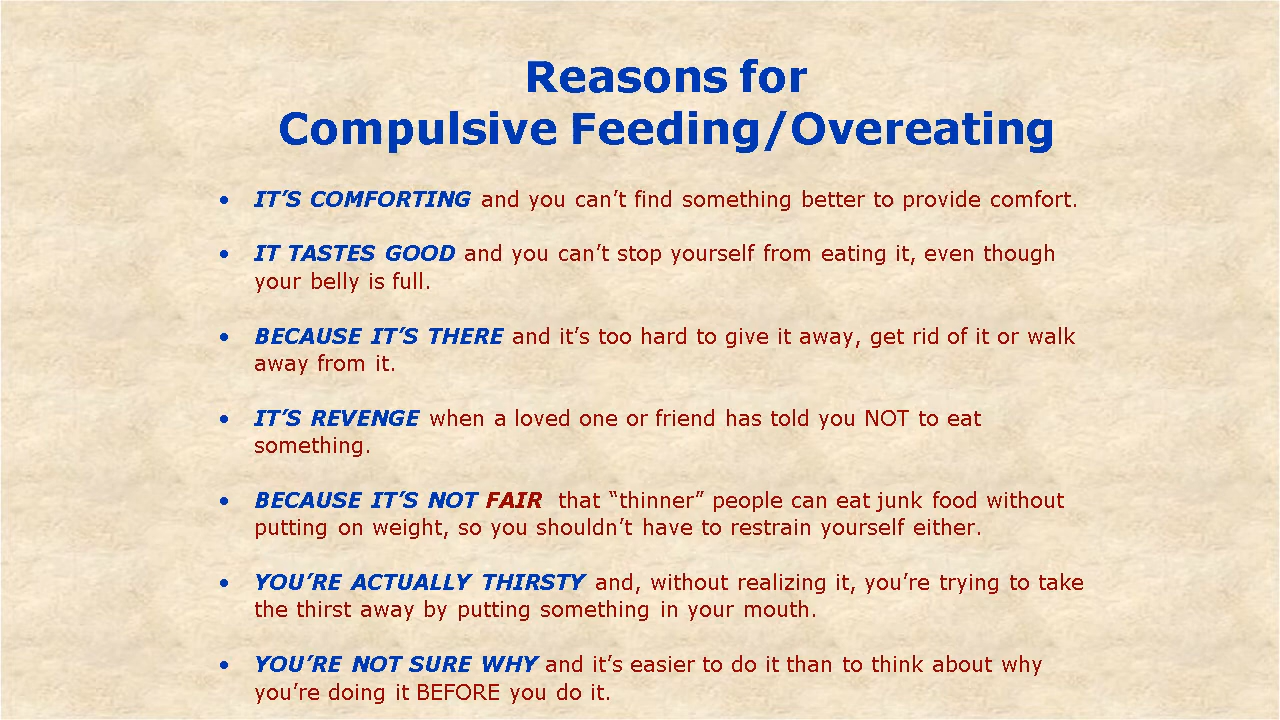 Reasons for
Compulsive Feeding/Overeating
• IT’S COMFORTING and you can’t find something better to provide comfort.
• IT TASTES GOOD and you can’t stop yourself from eating it, even though
your belly is full.
• BECAUSE IT’S THERE and it’s too hard to give it away, get rid of it or walk
away from it.
• IT’S REVENGE when a loved one or friend has told you NOT to eat
something.
• BECAUSE IT’S NOT FAIR that “thinner” people can eat junk food without
putting on weight, so you shouldn’t have to restrain yourself either.
• YOU’RE ACTUALLY THIRSTY and, without realizing it, you’re trying to take
the thirst away by putting something in your mouth.
• YOU’RE NOT SURE WHY and it’s easier to do it than to think about why
you’re doing it BEFORE you do it.